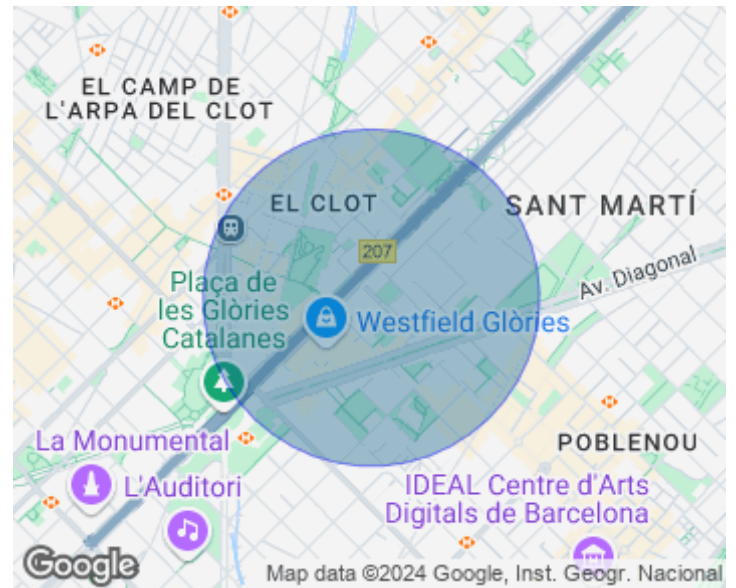 EL CAMP DE
L'ARPA DEL CLOT
EL CLOT
SANT MARTÍ
207
Av. Diagonal
Plaça de
les Glòries
Catalanes
Westfield Glòries
La Monumental
L'Auditori
POBLENOU
IDEAL Centre d'Arts
Digitals de Barcelona
Google
Map data ©2024 Google, Inst. Geogr. Nacional